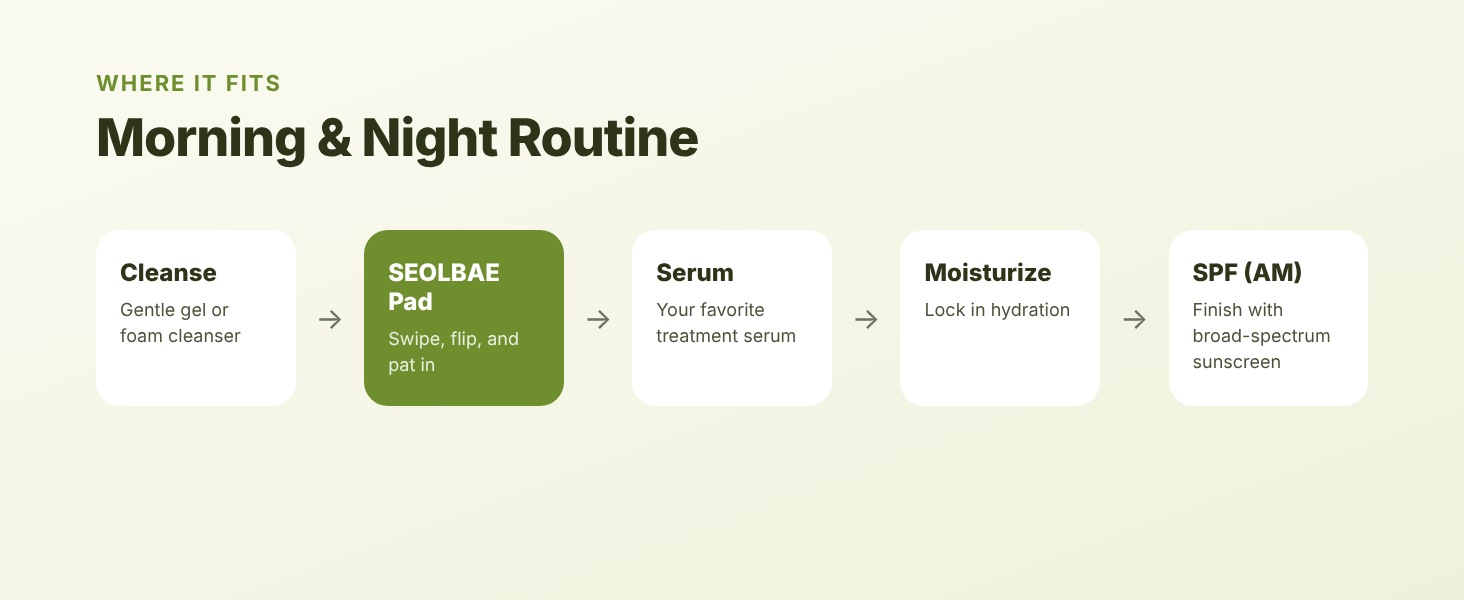 WHERE IT FITS
Morning & Night Routine
Cleanse
Gentle gel or
foam cleanser
→
SEOLBAE
Pad
Swipe, flip, and
pat in
→
Serum
Your favorite
treatment serum
→
Moisturize
Lock in hydration
→
SPF (AM)
Finish with
broad-spectrum
sunscreen